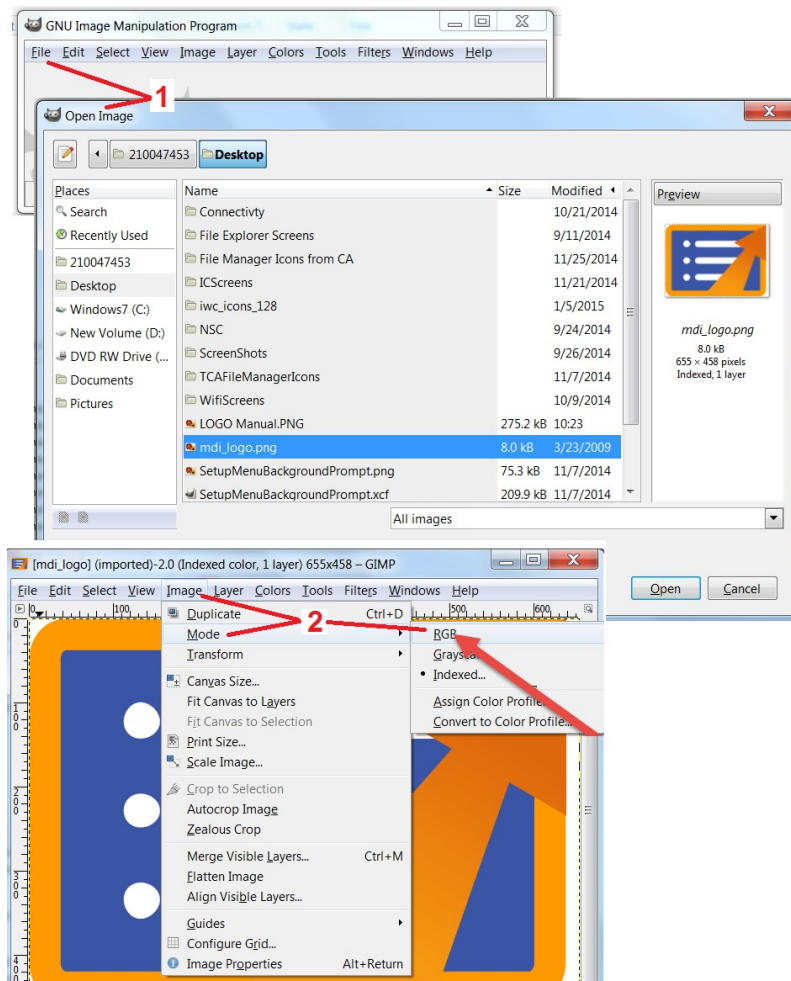 GNU Image Manipulation Program
File Edit Select View Image Layer Colors Tools Filters Windows Help
1
Open Image
210047453 Desktop
Places Name Size Modified Preview
Search Connectivty 10/21/2014
Recently Used File Explorer Screens 9/11/2014
210047453 File Manager Icons from CA 11/25/2014
Desktop ICScreens 11/21/2014
Windows7 (C:) iwc_icons_128 1/5/2015
New Volume (D:) NSC 9/24/2014 mdi_logo.png
DVD RW Drive (... ScreenShots 9/26/2014 8.0 kB
655 × 458 pixels
Documents TCAFileManagerIcons 11/7/2014 Indexed, 1 layer
Pictures WifiScreens 10/9/2014
LOGO Manual.PNG 275.2 kB 10:23
mdi_logo.png 8.0 kB 3/23/2009
SetupMenuBackgroundPrompt.png 75.3 kB 11/7/2014
SetupMenuBackgroundPrompt.xcf 209.9 kB 11/7/2014
All images
Open Cancel
[mdi_logo] (imported)-2.0 (Indexed color, 1 layer) 655x458 – GIMP
File Edit Select View Image Layer Colors Tools Filters Windows Help
0 100 500 600
Duplicate Ctrl+D
2
Mode RGB
Transform
Indexed...
Canvas Size...
Fit Canvas to Layers Assign Color Profile...
Fit Canvas to Selection Convert to Color Profile...
Print Size...
Scale Image...
Crop to Selection
Autocrop Image
Zealous Crop
Merge Visible Layers... Ctrl+M
Flatten Image
Align Visible Layers...
Guides
Configure Grid...
Image Properties Alt+Return
0
100
200
300
400